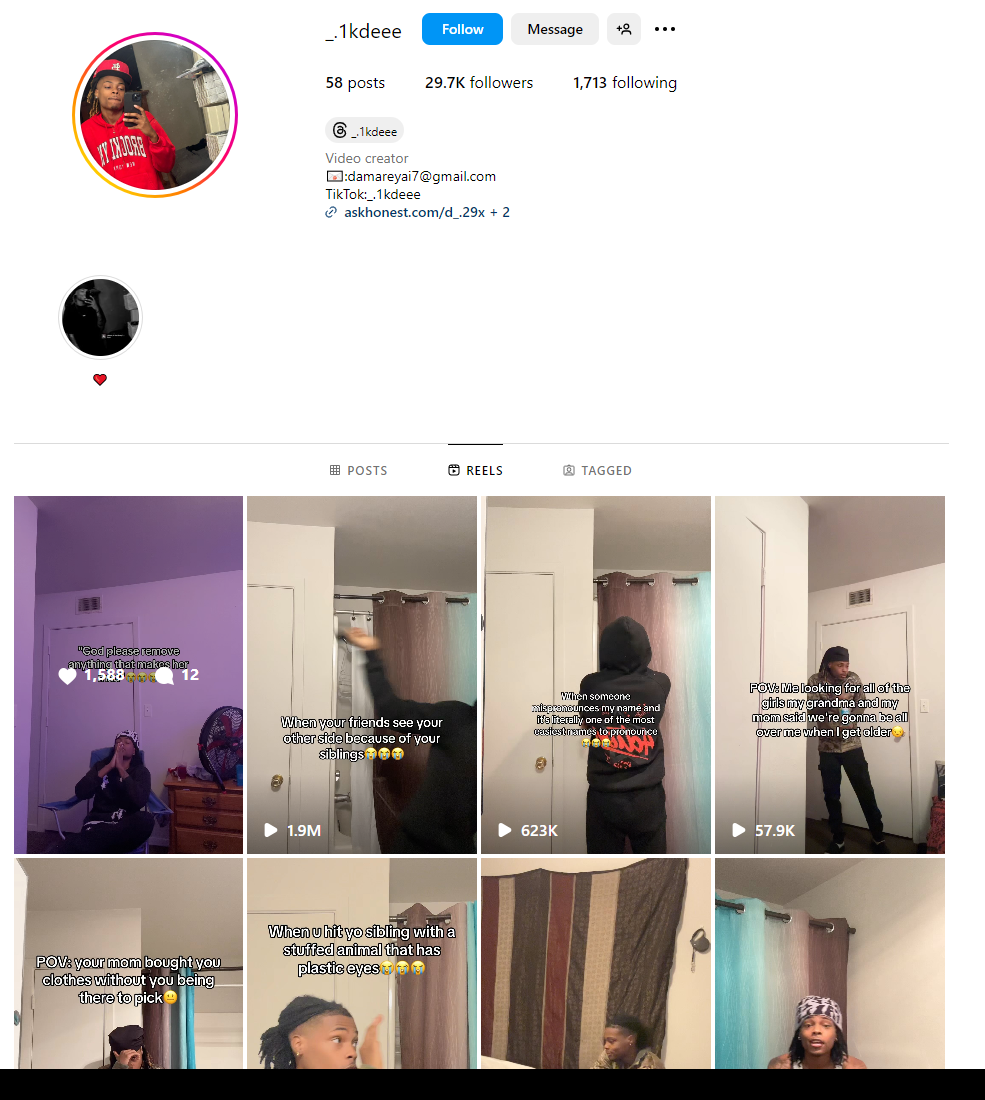 _.1kdeee
Follow
Message
58 posts
29.7K followers
1,713 following
_.1kdeee
Video creator
📧:damareyai7@gmail.com
TikTok:_.1kdeee
askhonest.com/d_.29x + 2
❤️
POSTS
REELS
TAGGED
"God please remove
anything that makes her
1,588
12
When your friends see your
other side because of your
siblings😭😭😭
1.9M
When someone
mispronounces my name and
it's literally one of the most
easiest names to pronounce
😭😭😭
623K
POV: Me looking for all of the
girls my grandma and my
mom said we're gonna be all
over me when I get older😔
57.9K
POV: your mom bought you
clothes without you being
there to pick😐
When u hit yo sibling with a
stuffed animal that has
plastic eyes😭😭😭